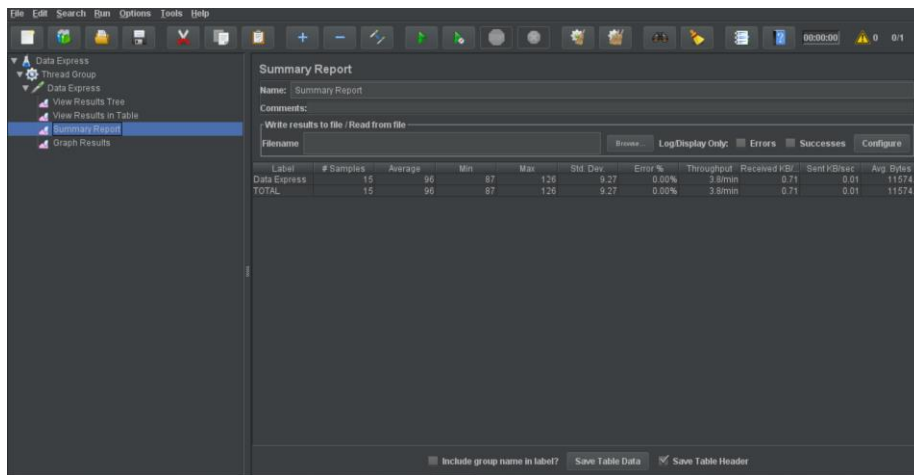 File Edit Search Run Options Tools Help
00:00:00 0 0/1
Data Express
Thread Group
Data Express
View Results Tree
View Results in Table
Summary Report
Graph Results
Summary Report
Name: Summary Report
Comments:
Write results to file / Read from file
Filename Browse... Log/Display Only: Errors Successes Configure
Label # Samples Average Min Max Std. Dev. Error % Throughput Received KB/... Sent KB/sec Avg. Bytes
Data Express 15 96 87 126 9.27 0.00% 3.8/min 0.71 0.01 11574
TOTAL 15 96 87 126 9.27 0.00% 3.8/min 0.71 0.01 11574
Include group name in label? Save Table Data Save Table Header